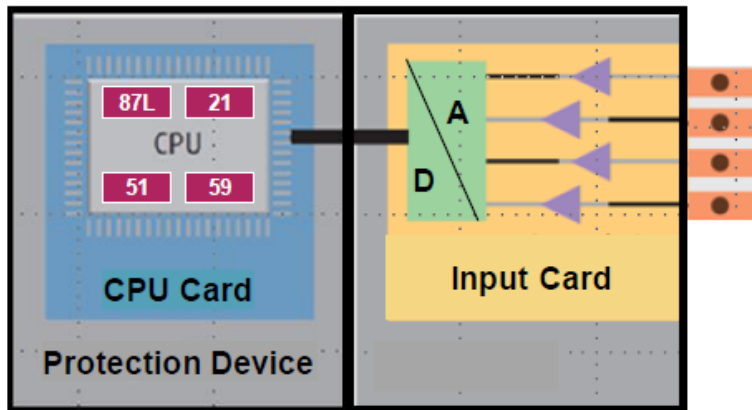 87L 21
CPU
51 59
CPU Card
Protection Device
A
D
Input Card